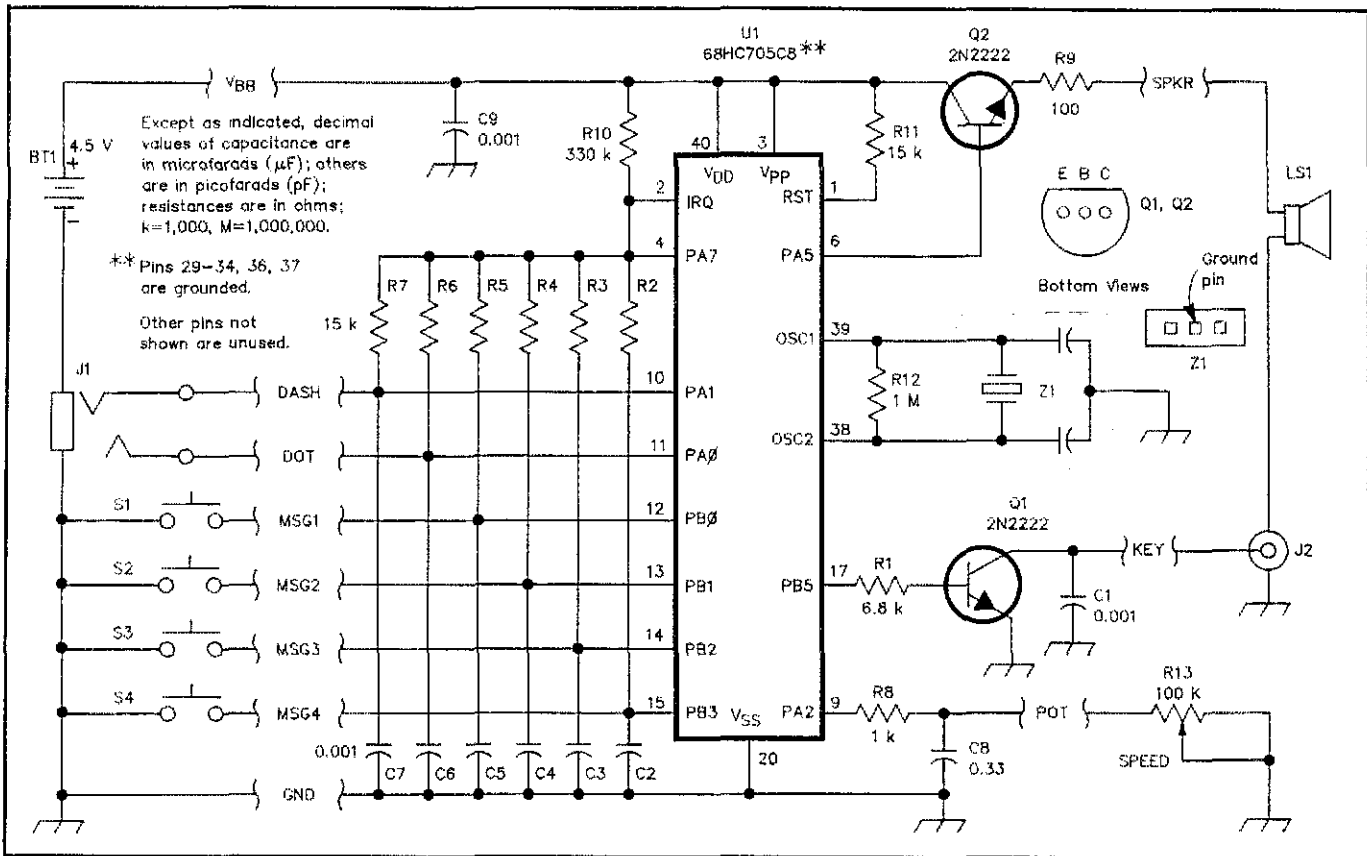 U1
68HC705C8**
Q2
2N2222
R9
100
SPKR
VBB
4.5 V
BT1
+
−
Except as indicated, decimal
values of capacitance are
in microfarads (µF); others
are in picofarads (pF);
resistances are in ohms;
k=1,000, M=1,000,000.
** Pins 29–34, 36, 37
are grounded.
Other pins not
shown are unused.
C9
0.001
R10
330 k
40
3
VDD
VPP
R11
15 k
2
IRQ
RST
1
4
PA7
PA5
6
E B C
Q1, Q2
LS1
Bottom Views
Ground
pin
Z1
R7
R6
R5
R4
R3
R2
15 k
OSC1
39
R12
1 M
Z1
OSC2
38
J1
DASH
10
PA1
DOT
11
PAØ
S1
MSG1
12
PBØ
S2
MSG2
13
PB1
S3
MSG3
14
PB2
S4
MSG4
15
PB3
VSS
20
Q1
2N2222
PB5
17
R1
6.8 k
KEY
J2
C1
0.001
PA2
9
R8
1 k
POT
R13
100 k
SPEED
C8
0.33
0.001
C7
C6
C5
C4
C3
C2
GND